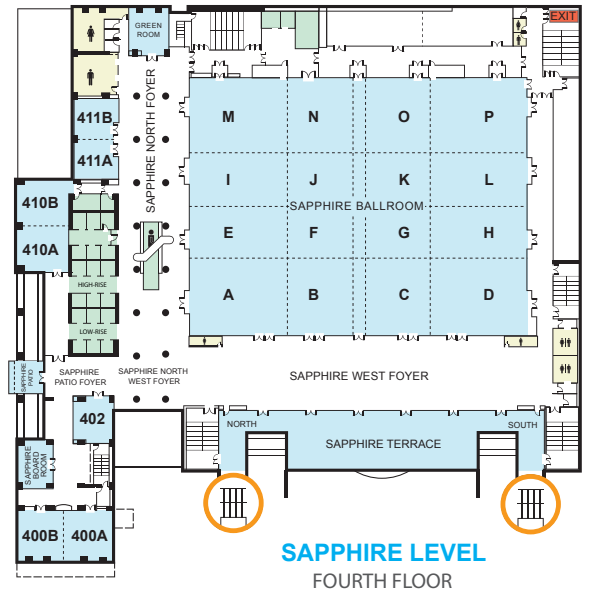 EXIT
GREEN
ROOM
SAPPHIRE NORTH FOYER
411B
411A
M N O P
I J K L
SAPPHIRE BALLROOM
E F G H
A B C D
410B
410A
HIGH-RISE
LOW-RISE
SAPPHIRE
PATIO
SAPPHIRE
PATIO FOYER
SAPPHIRE NORTH
WEST FOYER
SAPPHIRE WEST FOYER
402
NORTH
SOUTH
SAPPHIRE TERRACE
SAPPHIRE
BOARD
ROOM
400B
400A
SAPPHIRE LEVEL
FOURTH FLOOR